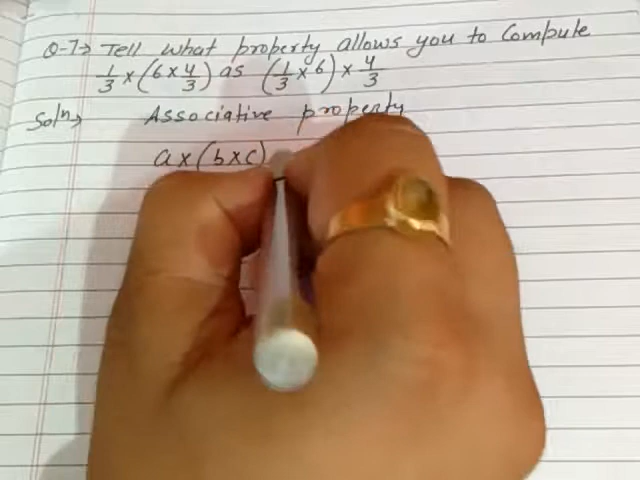 Q-7→ Tell what property allows you to Compute
1/3 × (6 × 4/3) as (1/3 × 6) × 4/3
Solⁿ→ Associative property
a × (b × c)